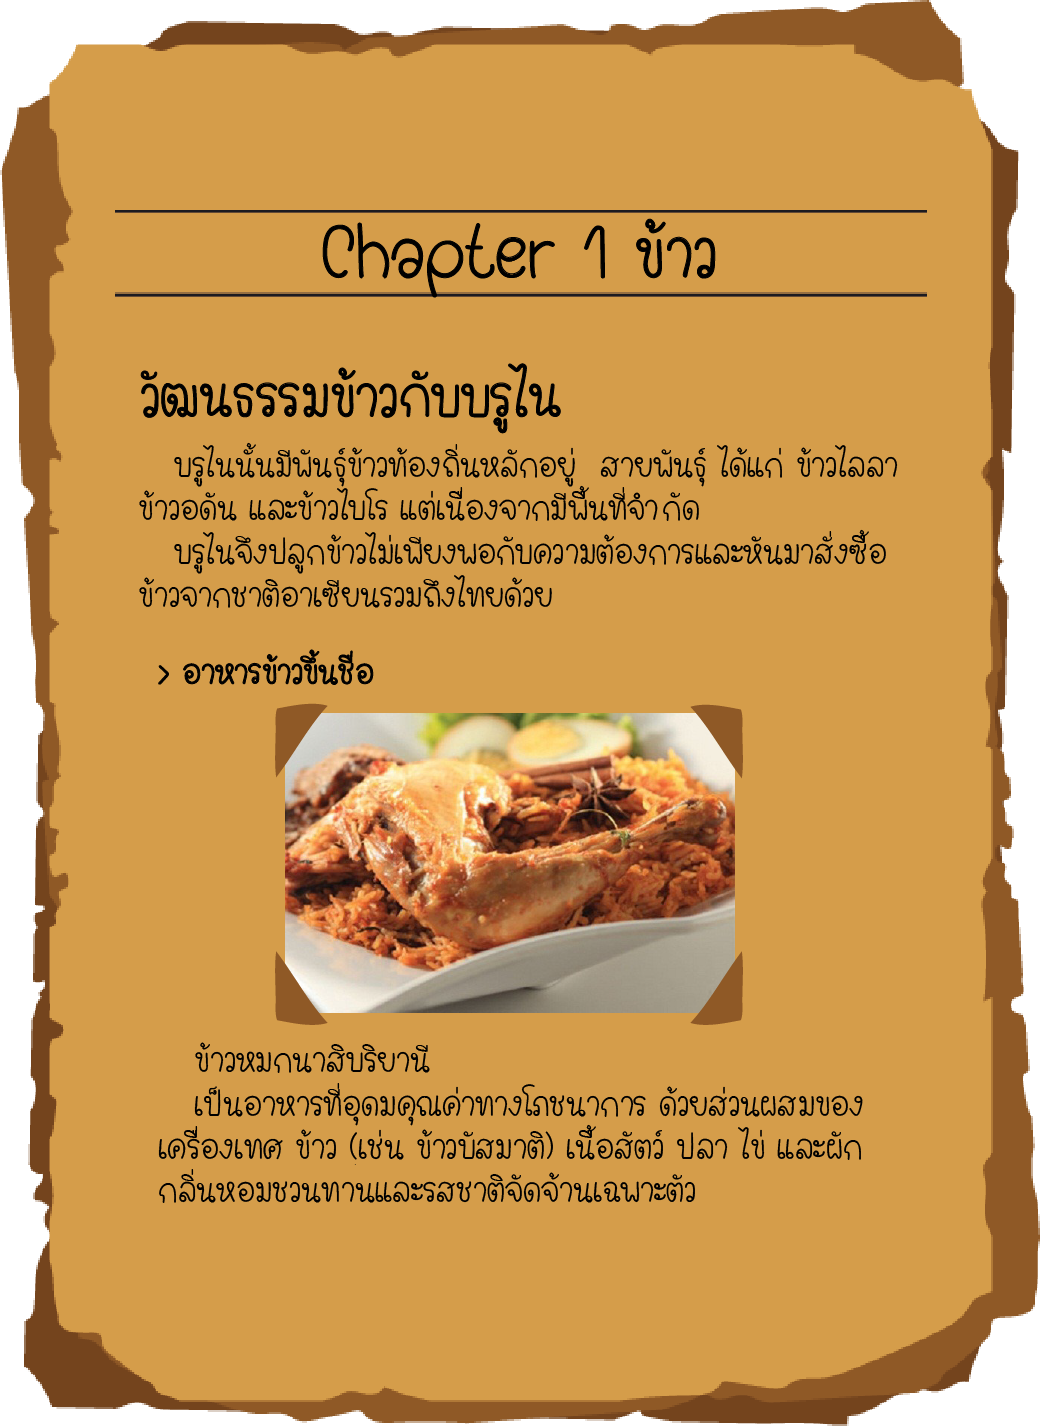 Chapter 1 ข้าว
วัฒนธรรมข้าวกับบรูไน
บรูไนนั้นมีพันธุ์ข้าวท้องถิ่นหลักอยู่ สายพันธุ์ ได้แก่ ข้าวไลลา
ข้าวอดัน และข้าวไบโร แต่เนื่องจากมีพื้นที่จำกัด
บรูไนจึงปลูกข้าวไม่เพียงพอกับความต้องการและหันมาสั่งซื้อ
ข้าวจากชาติอาเซียนรวมถึงไทยด้วย
> อาหารข้าวขึ้นชื่อ
ข้าวหมกนาสิบริยานี
เป็นอาหารที่อุดมคุณค่าทางโภชนาการ ด้วยส่วนผสมของ
เครื่องเทศ ข้าว (เช่น ข้าวบัสมาติ) เนื้อสัตว์ ปลา ไข่ และผัก
กลิ่นหอมชวนทานและรสชาติจัดจ้านเฉพาะตัว